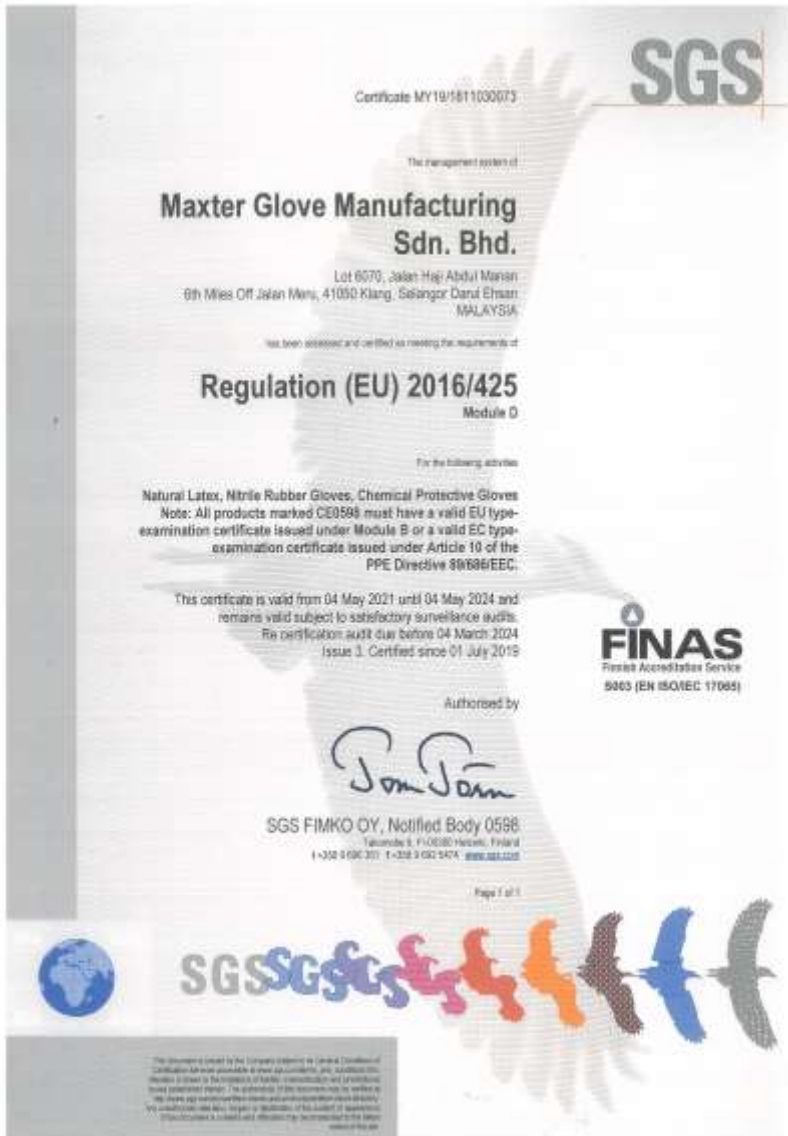 SGS
Certificate MY19/1811030073
The management system of
Maxter Glove Manufacturing
Sdn. Bhd.
Lot 6070, Jalan Haji Abdul Manan
6th Miles Off Jalan Meru, 41050 Klang, Selangor Darul Ehsan
MALAYSIA
has been assessed and certified as meeting the requirements of
Regulation (EU) 2016/425
Module D
For the following activities
Natural Latex, Nitrile Rubber Gloves, Chemical Protective Gloves
Note: All products marked CE0598 must have a valid EU type-
examination certificate issued under Module B or a valid EC type-
examination certificate issued under Article 10 of the
PPE Directive 89/686/EEC.
This certificate is valid from 04 May 2021 until 04 May 2024 and
remains valid subject to satisfactory surveillance audits.
Re certification audit due before 04 March 2024
Issue 3. Certified since 01 July 2019
FINAS
Finnish Accreditation Service
S003 (EN ISO/IEC 17065)
Authorised by
SGS FIMKO OY, Notified Body 0598
Helsinki, Finland
www.sgs.com
Page 1 of 1
SGS SGS SGS